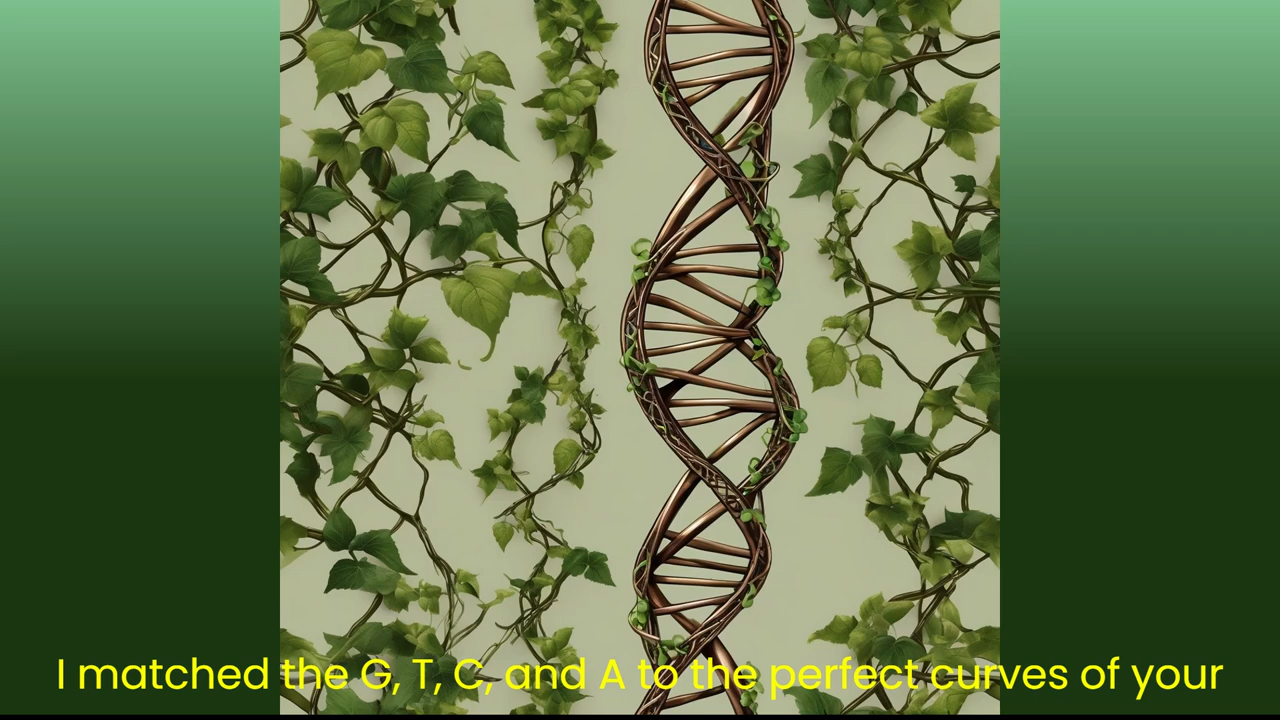 I matched the G, T, C, and A to the perfect curves of your